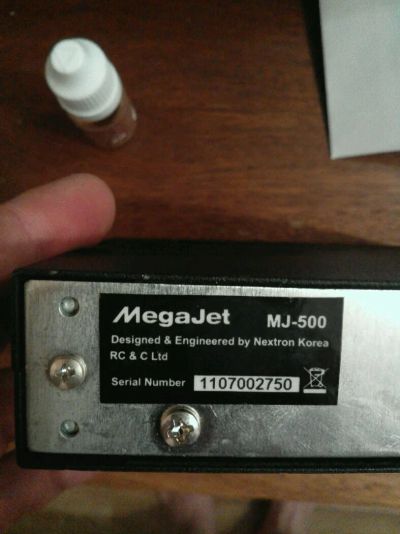 MegaJet MJ-500
Designed & Engineered by Nextron Korea
RC & C Ltd
Serial Number 1107002750